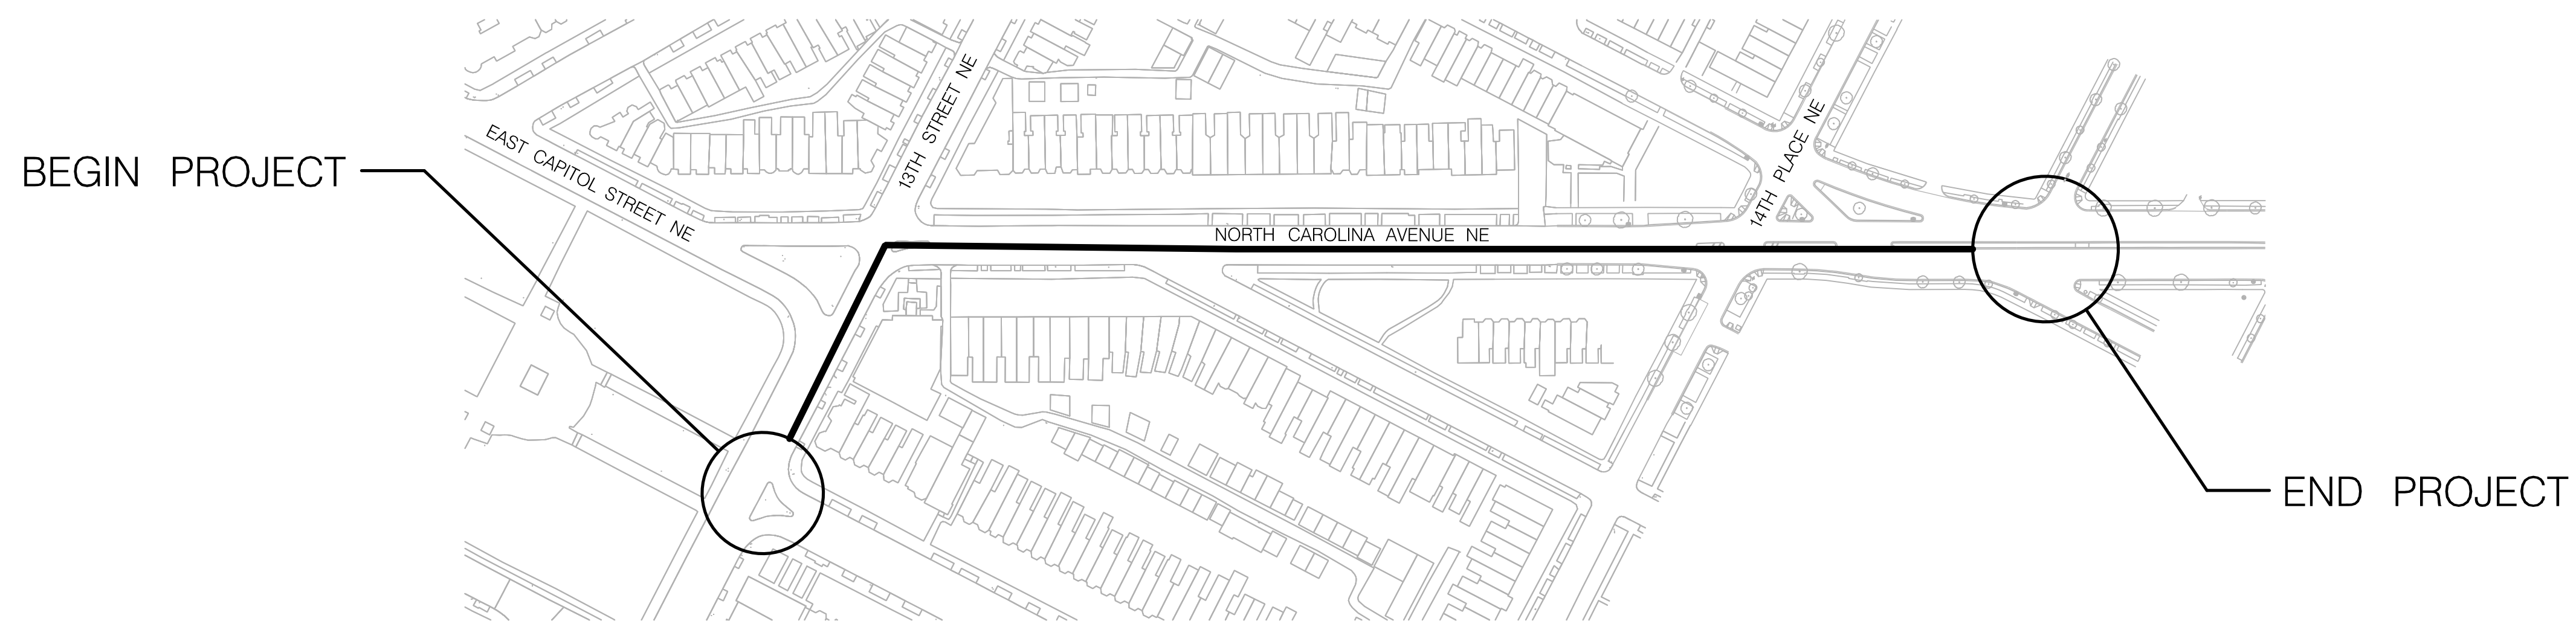 BEGIN PROJECT
EAST CAPITOL STREET NE
13TH STREET NE
NORTH CAROLINA AVENUE NE
14TH PLACE NE
END PROJECT